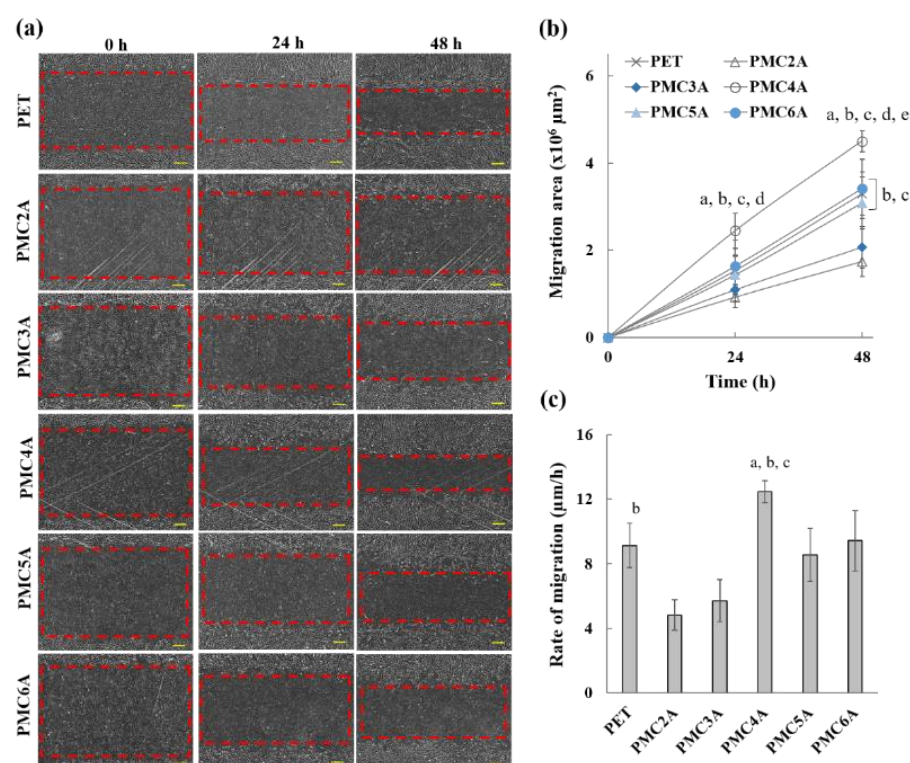 (a)
0 h 24 h 48 h
PET
PMC2A
PMC3A
PMC4A
PMC5A
PMC6A
(b)
PET PMC2A
PMC3A PMC4A
PMC5A PMC6A
Migration area (x10⁶ µm²)
6
4
2
0
a, b, c, d, e
a, b, c, d
b, c
0 24 48
Time (h)
(c)
Rate of migration (µm/h)
16
12
8
4
0
b
a, b, c
PET PMC2A PMC3A PMC4A PMC5A PMC6A